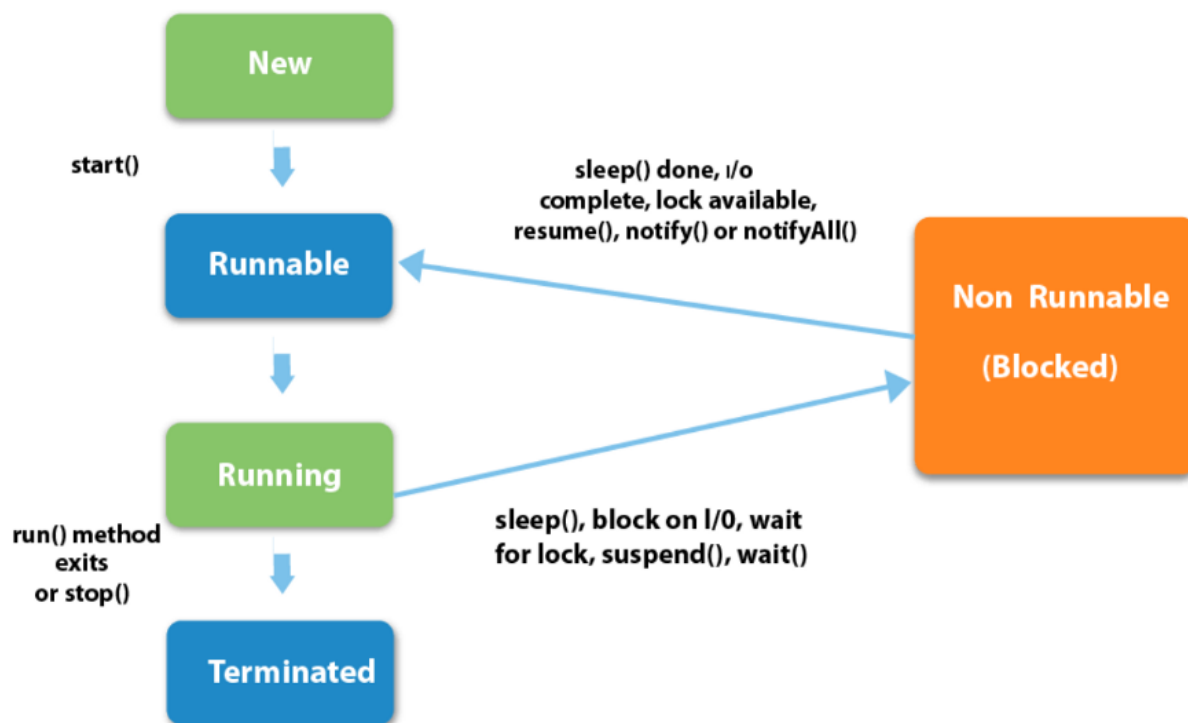 New
start()
sleep() done, ı/o
complete, lock available,
resume(), notify() or notifyAll()
Runnable
Non Runnable
(Blocked)
Running
sleep(), block on l/0, wait
for lock, suspend(), wait()
run() method
exits
or stop()
Terminated